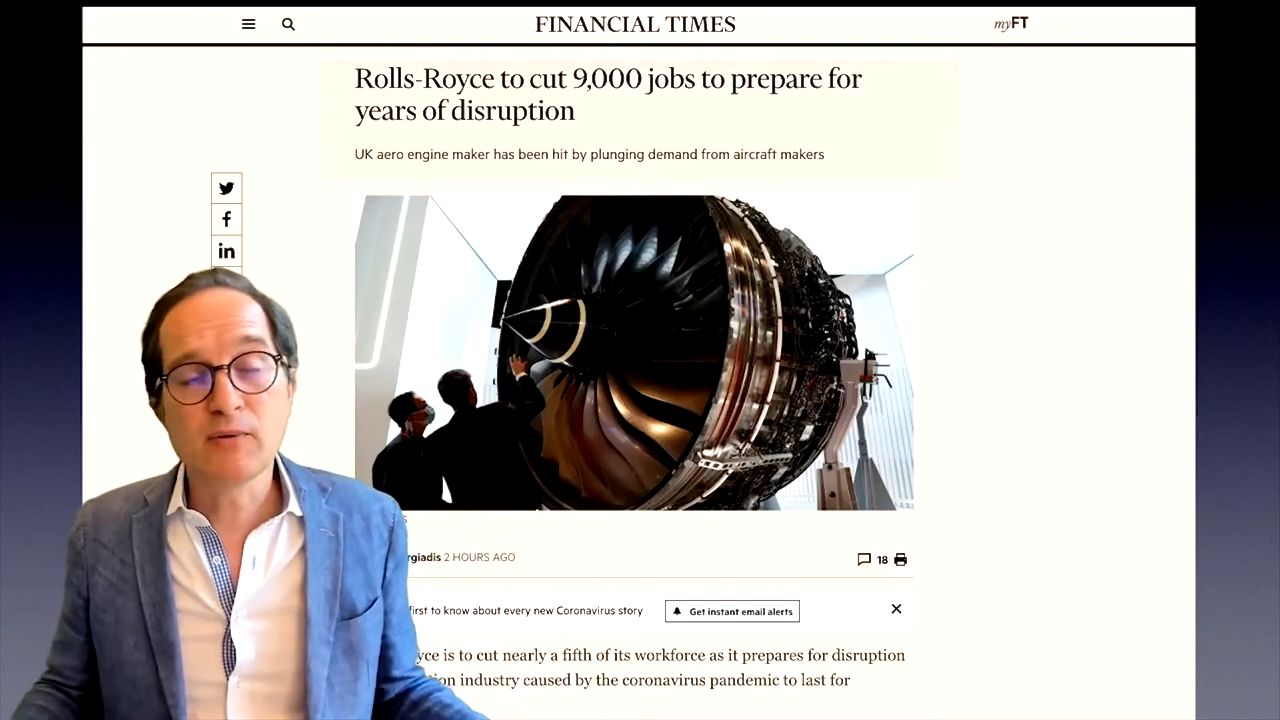 FINANCIAL TIMES
myFT
Rolls-Royce to cut 9,000 jobs to prepare for
years of disruption
UK aero engine maker has been hit by plunging demand from aircraft makers
f
in
2 HOURS AGO
18
first to know about every new Coronavirus story
Get instant email alerts
is to cut nearly a fifth of its workforce as it prepares for disruption
industry caused by the coronavirus pandemic to last for